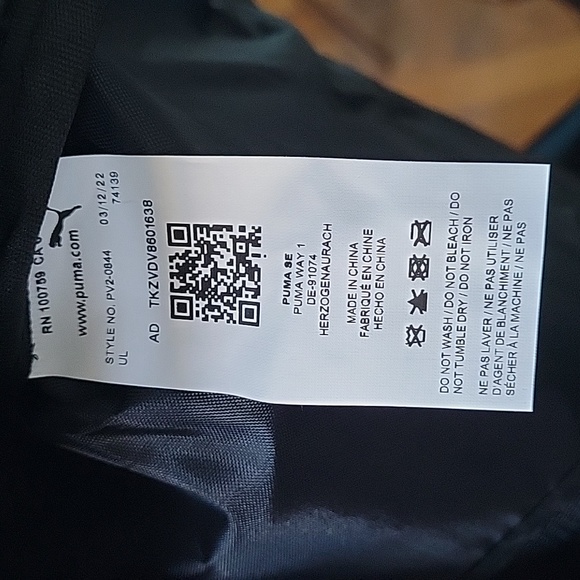 RN 100789 CA
www.puma.com
STYLE NO. PV2-0844 03/12/22
UL 74139
AD TKZVDV8601638
PUMA SE
PUMA WAY 1
DE-91074
HERZOGENAURACH
MADE IN CHINA
FABRIQUÉ EN CHINE
HECHO EN CHINA
DO NOT WASH / DO NOT BLEACH / DO
NOT TUMBLE DRY / DO NOT IRON
NE PAS LAVER / NE PAS UTILISER
D'AGENT DE BLANCHIMENT / NE PAS
SÉCHER À LA MACHINE / NE PAS